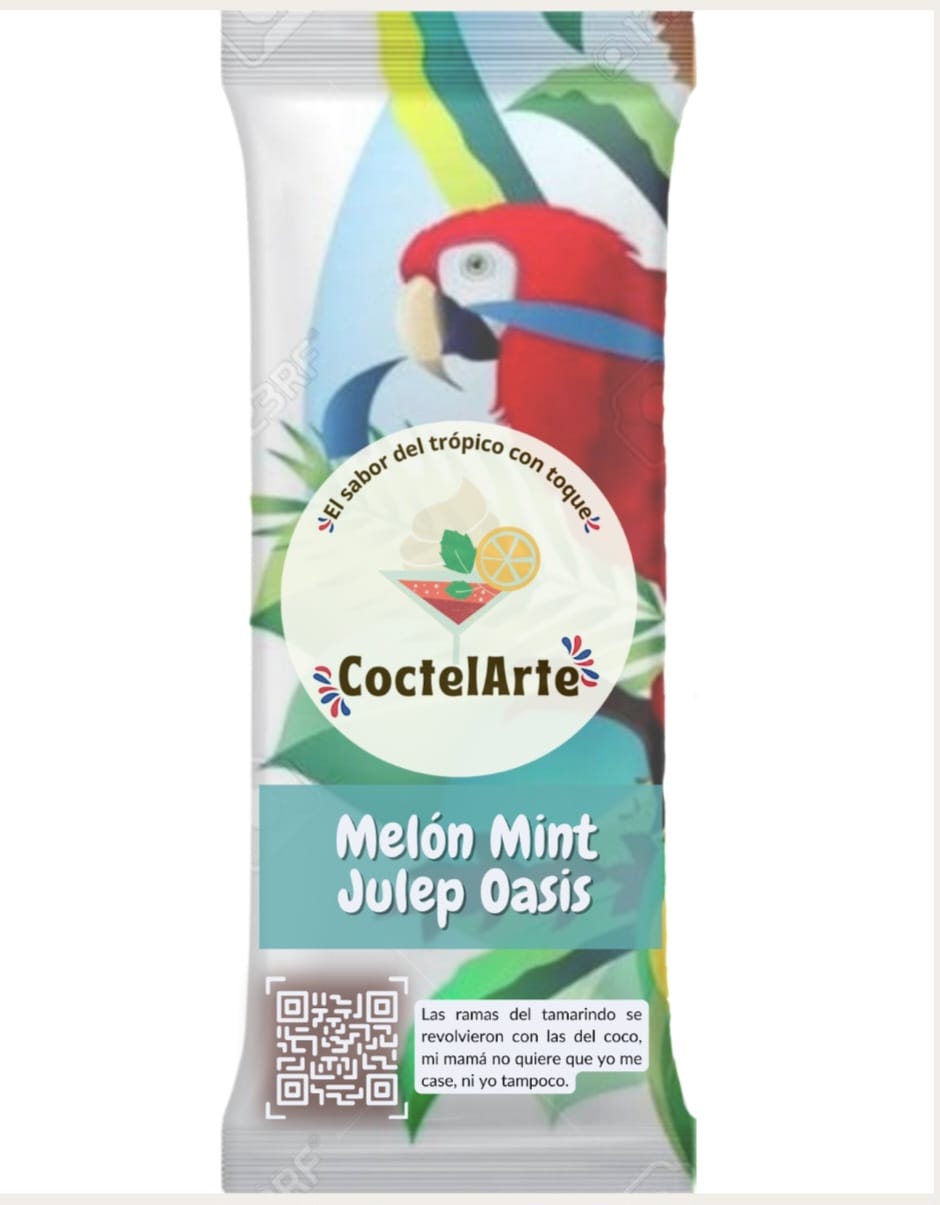 El sabor del trópico con toque
CoctelArte
Melón Mint
Julep Oasis
Las ramas del tamarindo se
revolvieron con las del coco,
mi mamá no quiere que yo me
case, ni yo tampoco.